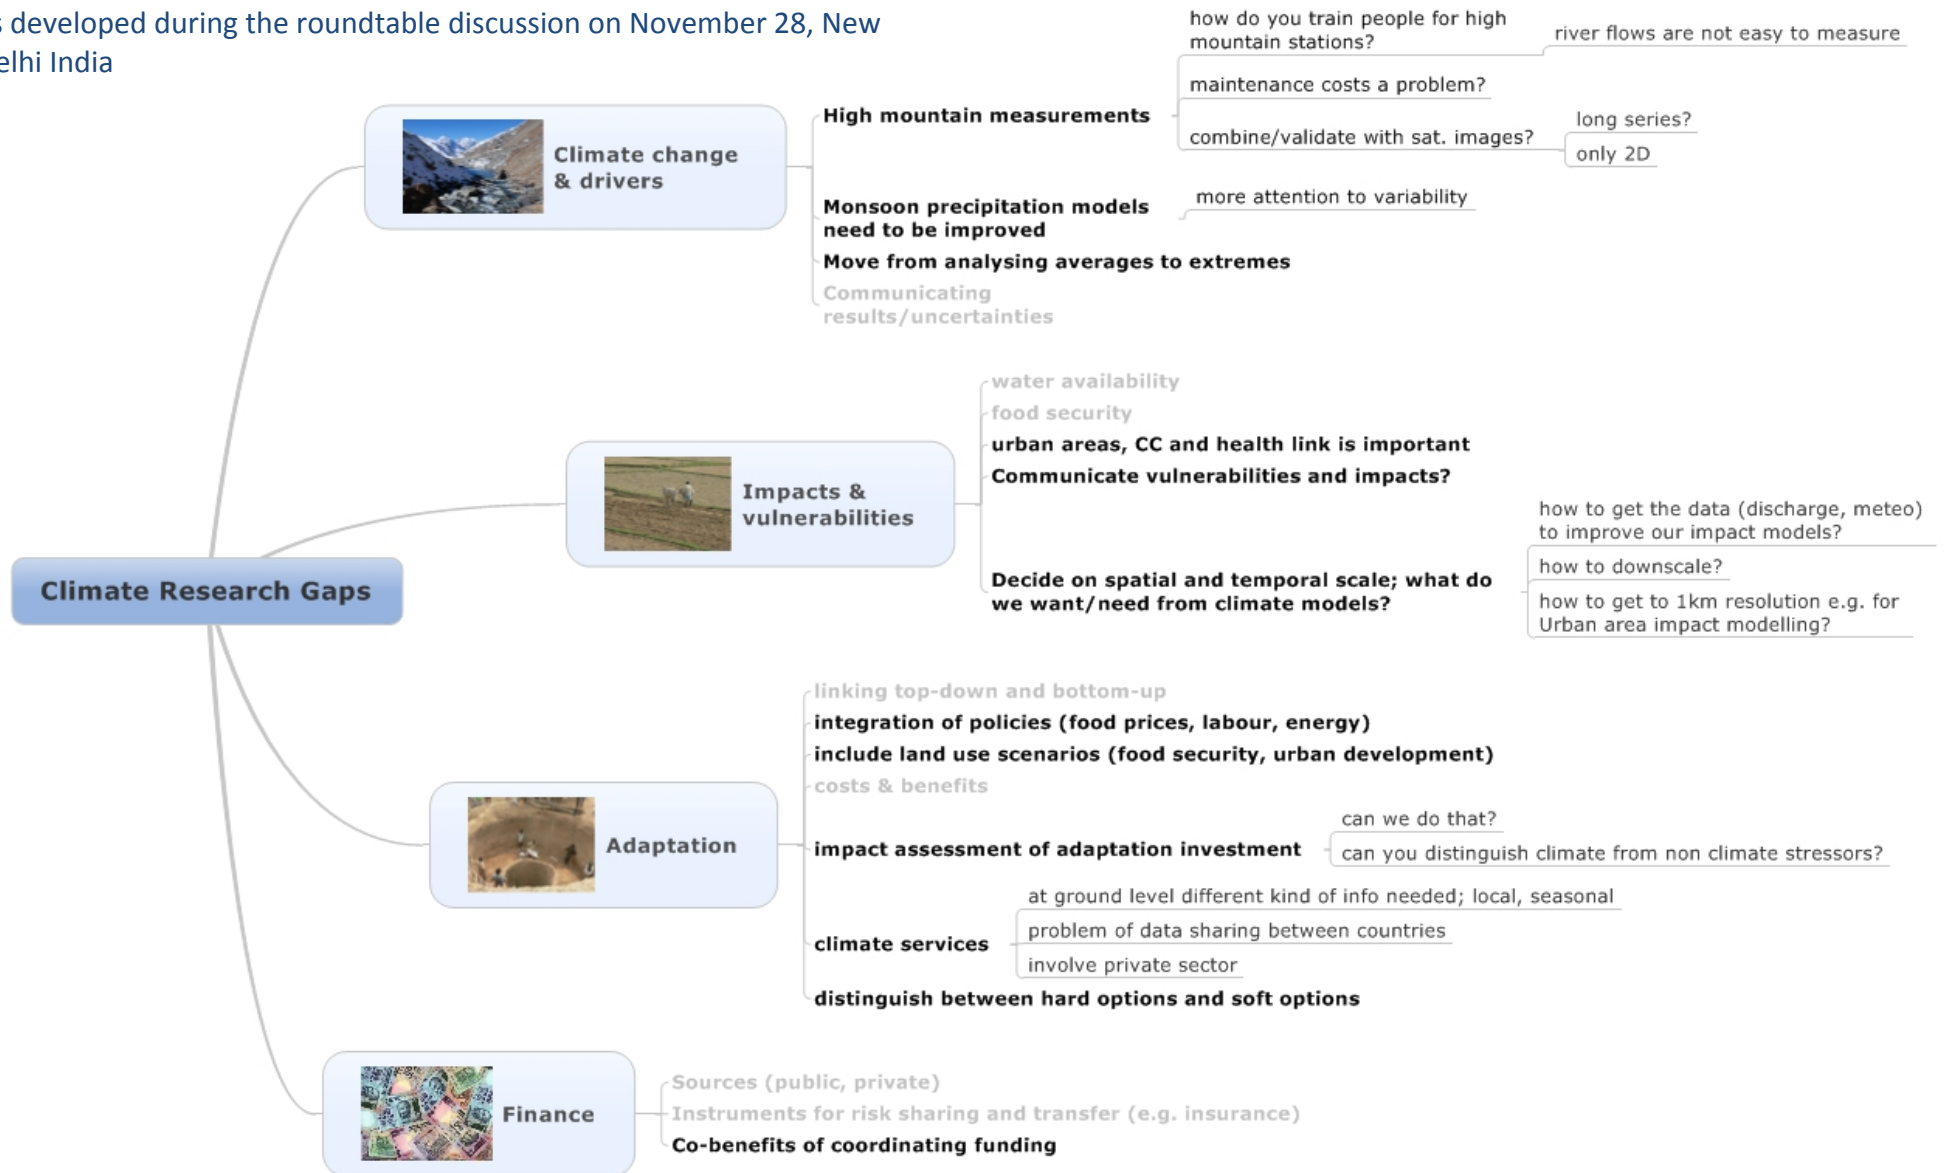 s developed during the roundtable discussion on November 28, New
elhi India
Climate Research Gaps
Climate change
& drivers
High mountain measurements
how do you train people for high
mountain stations?
river flows are not easy to measure
maintenance costs a problem?
combine/validate with sat. images?
long series?
only 2D
Monsoon precipitation models
need to be improved
more attention to variability
Move from analysing averages to extremes
Communicating
results/uncertainties
Impacts &
vulnerabilities
water availability
food security
urban areas, CC and health link is important
Communicate vulnerabilities and impacts?
Decide on spatial and temporal scale; what do
we want/need from climate models?
how to get the data (discharge, meteo)
to improve our impact models?
how to downscale?
how to get to 1km resolution e.g. for
Urban area impact modelling?
Adaptation
linking top-down and bottom-up
integration of policies (food prices, labour, energy)
include land use scenarios (food security, urban development)
costs & benefits
impact assessment of adaptation investment
can we do that?
can you distinguish climate from non climate stressors?
climate services
at ground level different kind of info needed; local, seasonal
problem of data sharing between countries
involve private sector
distinguish between hard options and soft options
Finance
Sources (public, private)
Instruments for risk sharing and transfer (e.g. insurance)
Co-benefits of coordinating funding